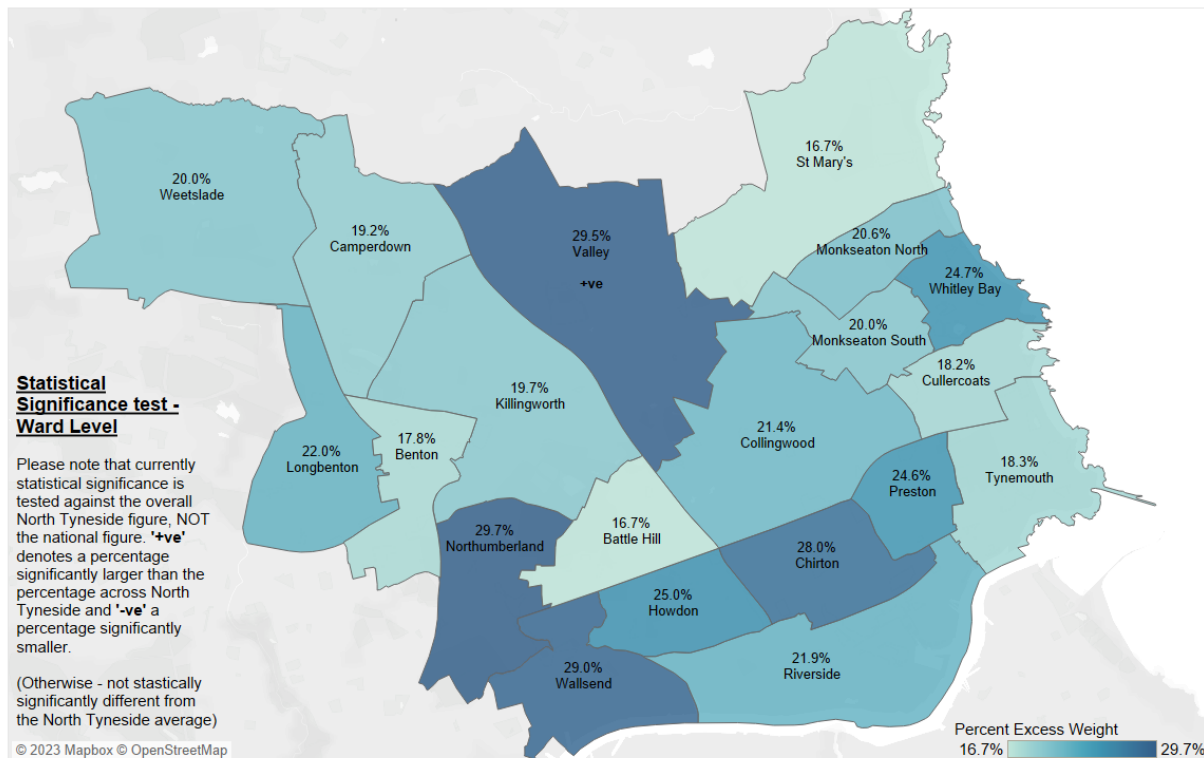 16.7%
St Mary's
20.0%
Weetslade
19.2%
Camperdown
29.5%
Valley
+ve
20.6%
Monkseaton North
24.7%
Whitley Bay
20.0%
Monkseaton South
18.2%
Cullercoats
19.7%
Killingworth
21.4%
Collingwood
17.8%
Benton
22.0%
Longbenton
18.3%
Tynemouth
24.6%
Preston
29.7%
Northumberland
16.7%
Battle Hill
28.0%
Chirton
25.0%
Howdon
21.9%
Riverside
29.0%
Wallsend
Statistical
Significance test -
Ward Level
Please note that currently
statistical significance is
tested against the overall
North Tyneside figure, NOT
the national figure. '+ve'
denotes a percentage
significantly larger than the
percentage across North
Tyneside and '-ve' a
percentage significantly
smaller.
(Otherwise - not stastically
significantly different from
the North Tyneside average)
Percent Excess Weight
16.7% 29.7%
© 2023 Mapbox © OpenStreetMap